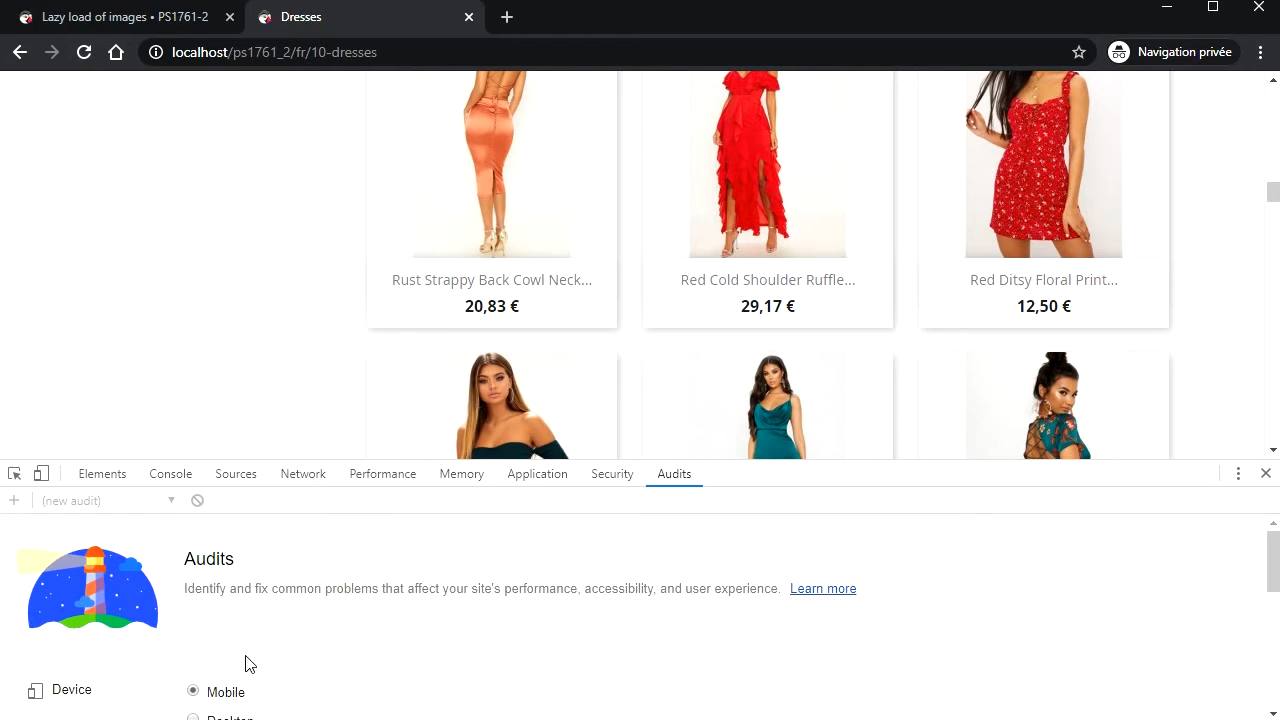 Lazy load of images • PS1761-2
Dresses
localhost/ps1761_2/fr/10-dresses
Navigation privée
Rust Strappy Back Cowl Neck... Red Cold Shoulder Ruffle... Red Ditsy Floral Print...
20,83 € 29,17 € 12,50 €
Elements Console Sources Network Performance Memory Application Security Audits
(new audit)
Audits
Identify and fix common problems that affect your site's performance, accessibility, and user experience. Learn more
Device
Mobile
Desktop